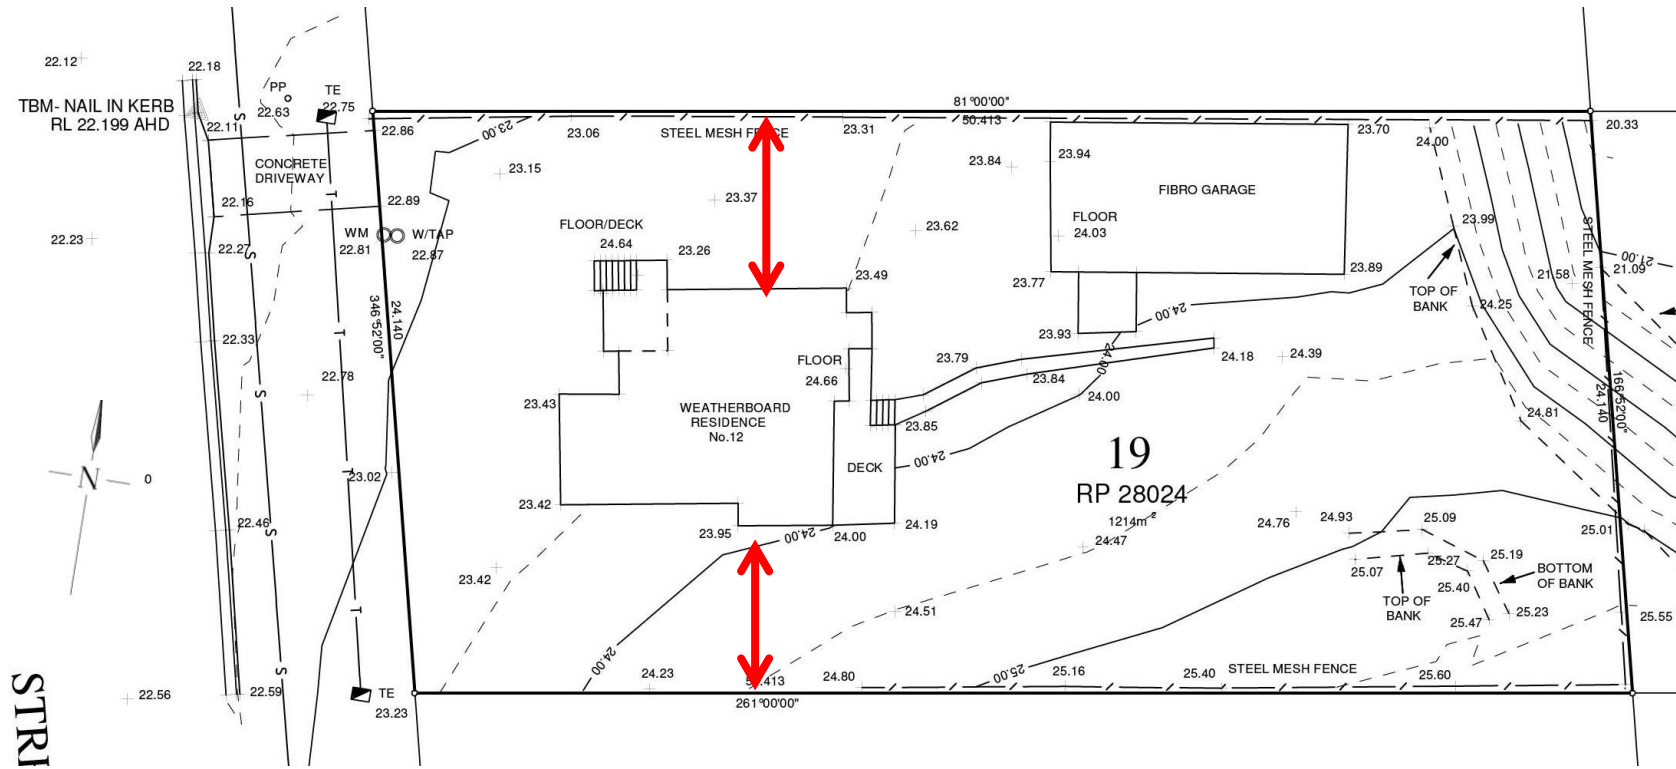 81°00'00"
22.12
22.18
PP
TE
TBM- NAIL IN KERB
RL 22.199 AHD
22.63
22.75
22.11
22.86
23.00
23.06
STEEL MESH FENCE
23.31
50.413
23.70
24.00
20.33
CONCRETE
DRIVEWAY
S
T
23.15
23.84
23.94
FIBRO GARAGE
22.16
22.89
23.37
FLOOR/DECK
24.64
23.26
23.62
FLOOR
24.03
23.99
22.23
WM
22.81
W/TAP
22.87
22.27
S
23.49
23.77
23.89
21.58
21.00
21.09
STEEL MESH FENCE
TOP OF
BANK
24.25
24.140
346°52'00"
22.33
T
24.00
23.93
24.00
FLOOR
24.66
23.79
23.84
24.18
24.39
22.78
S
T
23.43
WEATHERBOARD
RESIDENCE
No.12
23.85
24.00
24.81
166°52'00"
24.140
N
0
23.02
T
DECK
24.00
19
RP 28024
1214m²
23.42
22.46
S
23.95
24.00
24.00
24.19
24.47
24.76
24.93
25.09
25.01
25.07
25.27
25.19
25.40
BOTTOM
OF BANK
23.42
T
24.51
TOP OF
BANK
25.47
25.23
25.55
24.00
S
24.23
24.80
25.00
25.16
25.40
STEEL MESH FENCE
25.60
22.56
22.59
TE
23.23
261°00'00"